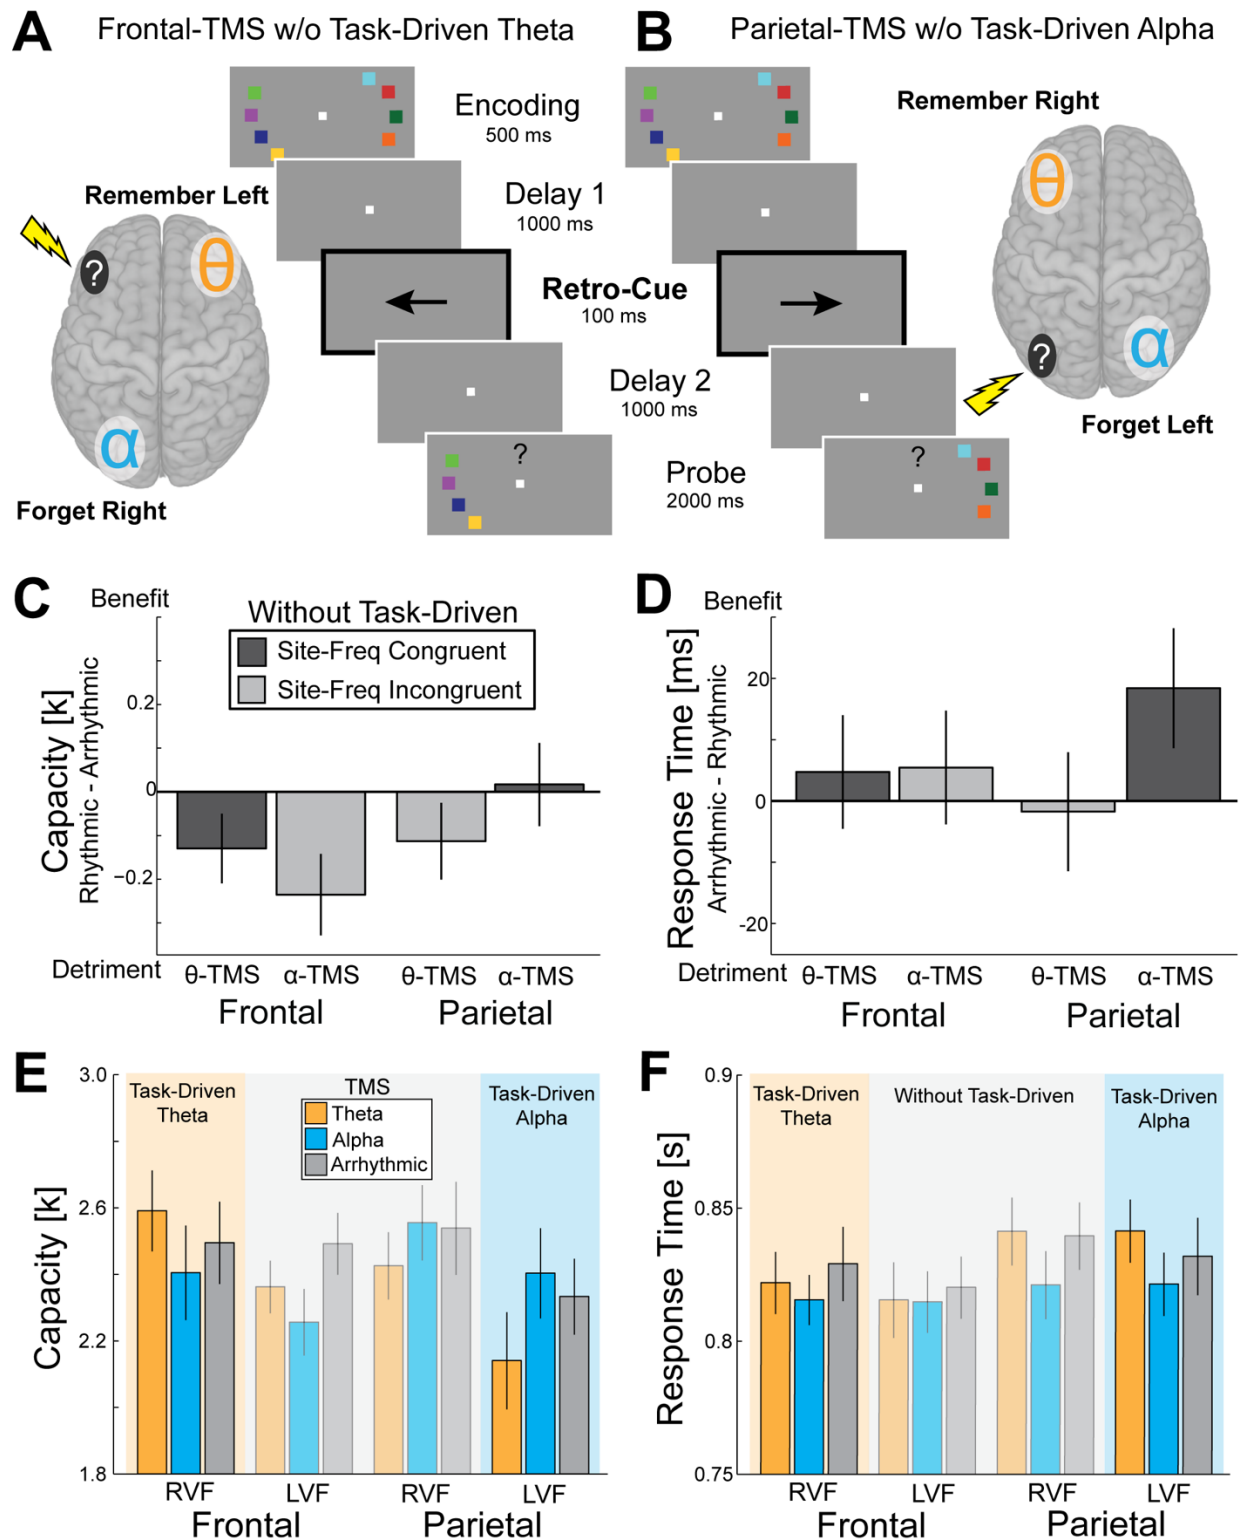 A
Frontal-TMS w/o Task-Driven Theta
Encoding
500 ms
Delay 1
1000 ms
Remember Left
?
θ
α
Forget Right
Retro-Cue
100 ms
Delay 2
1000 ms
?
Probe
2000 ms
B
Parietal-TMS w/o Task-Driven Alpha
Remember Right
θ
?
α
Forget Left
?
C
Benefit
Without Task-Driven
Site-Freq Congruent
Site-Freq Incongruent
Capacity [k]
Rhythmic - Arrhythmic
0.2
0
−0.2
Detriment
θ-TMS
α-TMS
θ-TMS
α-TMS
Frontal
Parietal
D
Benefit
Response Time [ms]
Arrhythmic - Rhythmic
20
0
-20
Detriment
θ-TMS
α-TMS
θ-TMS
α-TMS
Frontal
Parietal
E
Capacity [k]
3.0
2.6
2.2
1.8
Task-Driven
Theta
TMS
Theta
Alpha
Arrhythmic
Task-Driven
Alpha
RVF
LVF
RVF
LVF
Frontal
Parietal
F
Response Time [s]
0.9
0.85
0.8
0.75
Task-Driven
Theta
Without Task-Driven
Task-Driven
Alpha
RVF
LVF
RVF
LVF
Frontal
Parietal